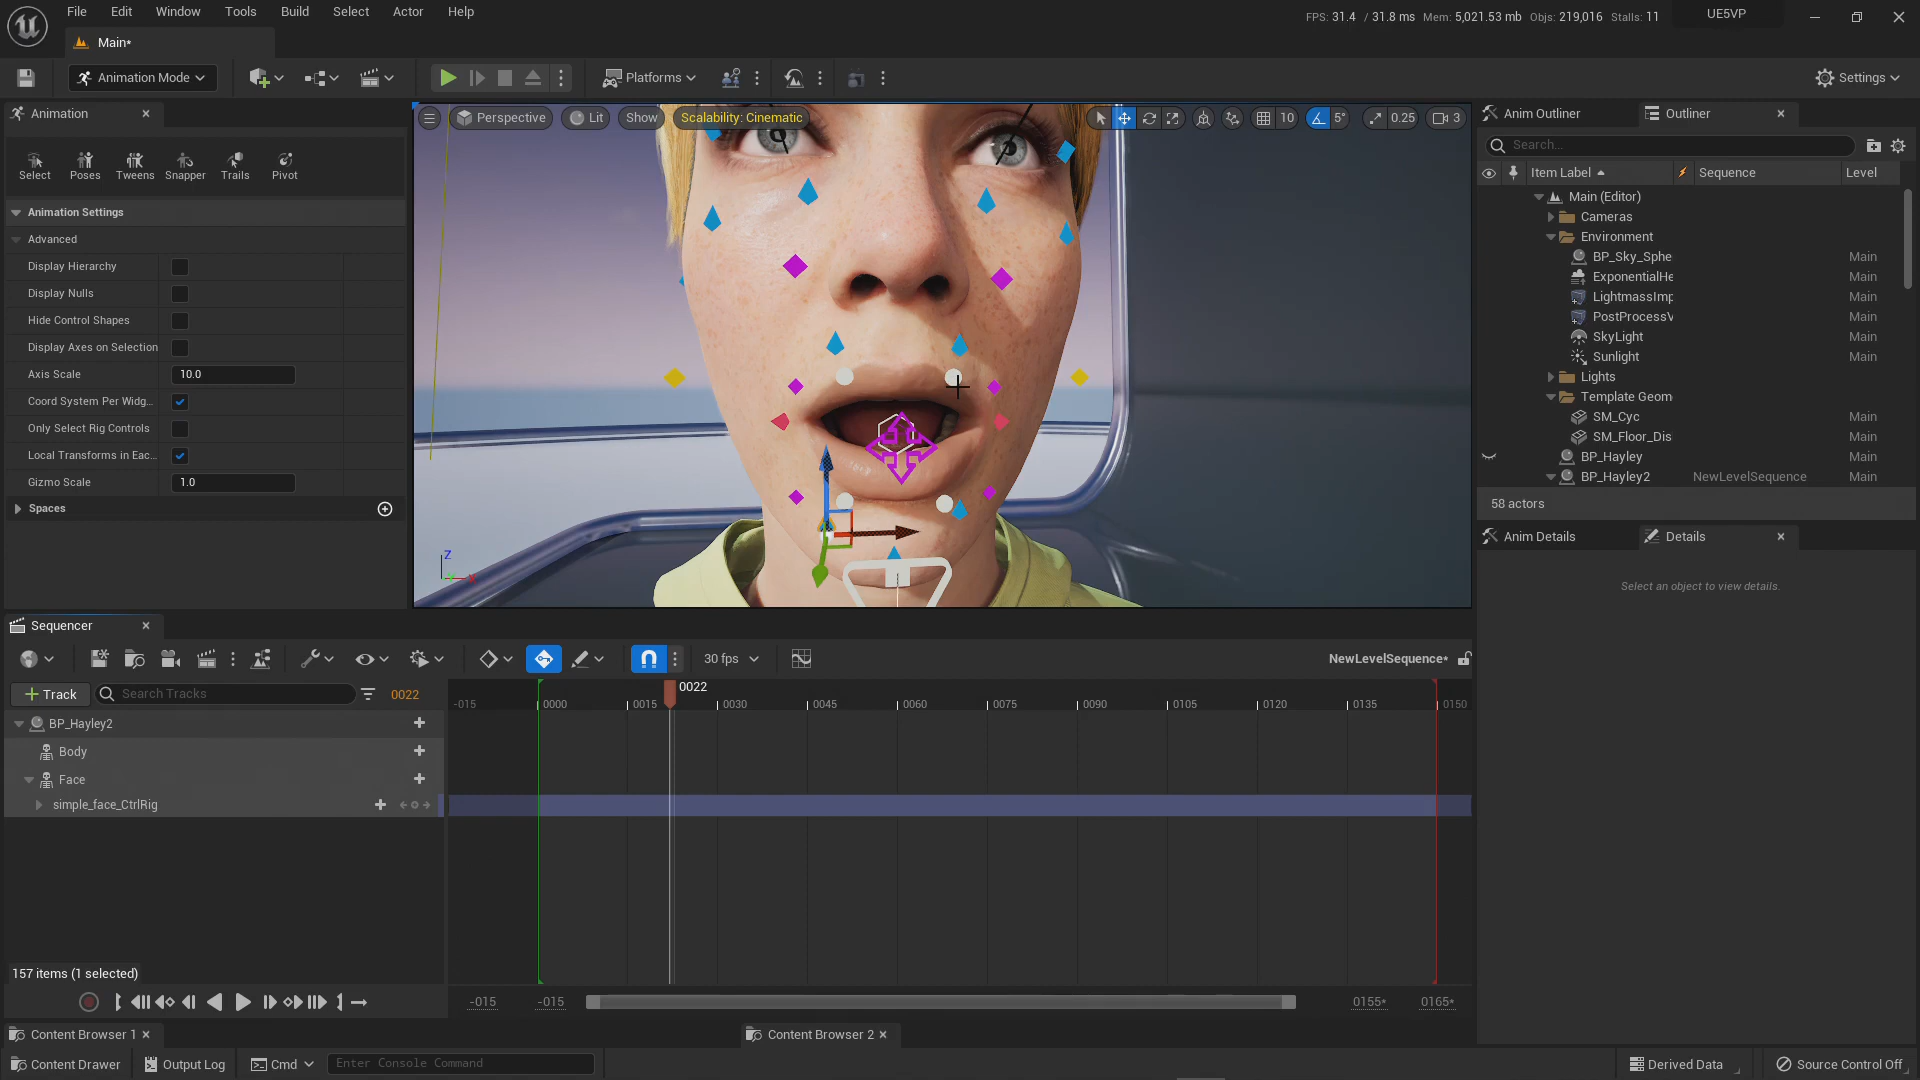 File Edit Window Tools Build Select Actor Help
FPS: 31.4 / 31.8 ms Mem: 5,021.53 mb Objs: 219,016 Stalls: 11
UE5VP
Main*
Animation Mode
Platforms
Settings
Animation
Select Poses Tweens Snapper Trails Pivot
Animation Settings
Advanced
Display Hierarchy
Display Nulls
Hide Control Shapes
Display Axes on Selection
Axis Scale 10.0
Coord System Per Widg...
Only Select Rig Controls
Local Transforms in Eac...
Gizmo Scale 1.0
Spaces
Perspective Lit Show Scalability: Cinematic
10 5° 0.25 3
Z
Anim Outliner Outliner
Search...
Item Label Sequence Level
Main (Editor)
Cameras
Environment
BP_Sky_Sphe Main
ExponentialHe Main
LightmassImp Main
PostProcessV Main
SkyLight Main
Sunlight Main
Lights
Template Geom
SM_Cyc Main
SM_Floor_Dis Main
BP_Hayley Main
BP_Hayley2 NewLevelSequence Main
58 actors
Anim Details Details
Select an object to view details.
Sequencer
30 fps
NewLevelSequence*
Track
Search Tracks
0022
0022
-015 0000 0015 0030 0045 0060 0075 0090 0105 0120 0135 0150
BP_Hayley2
Body
Face
simple_face_CtrlRig
157 items (1 selected)
-015 -015 0155* 0165*
Content Browser 1
Content Browser 2
Content Drawer
Output Log
Cmd
Enter Console Command
Derived Data
Source Control Off